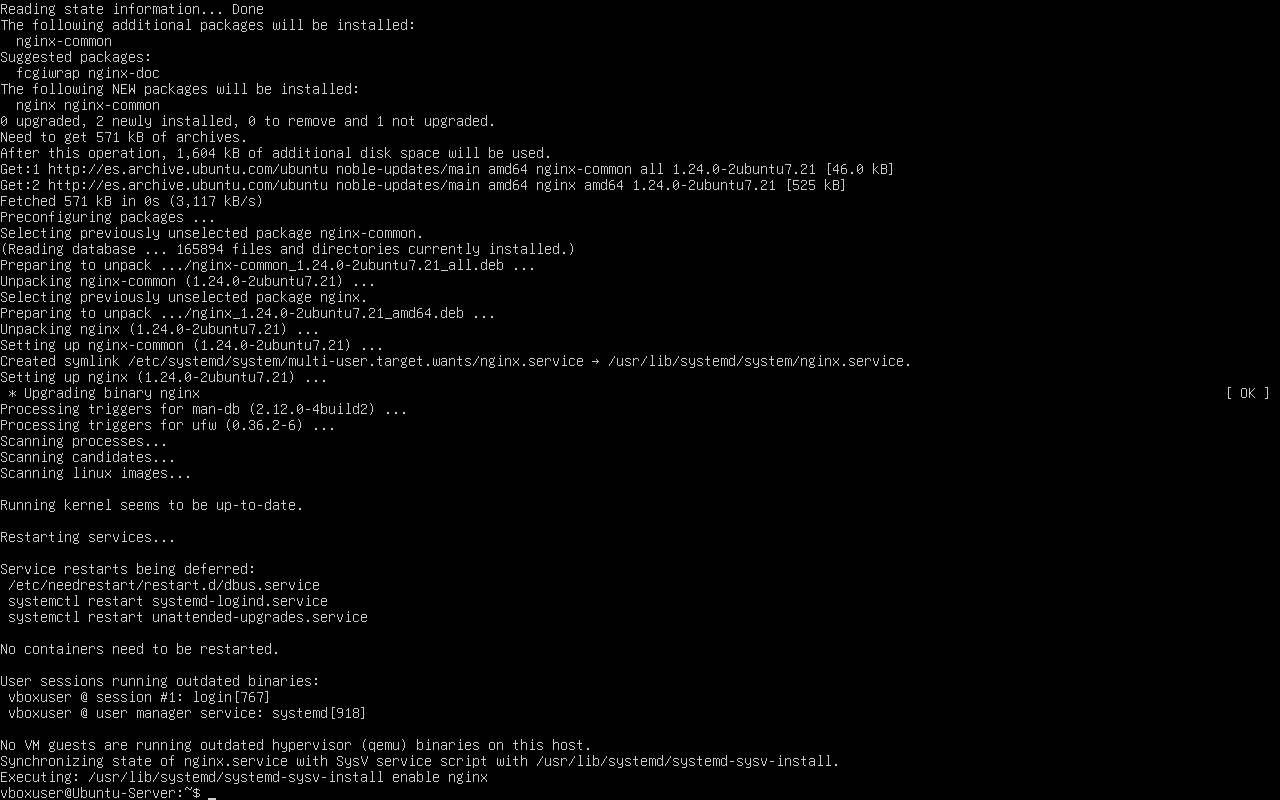 Reading state information... Done
The following additional packages will be installed:
  nginx-common
Suggested packages:
  fcgiwrap nginx-doc
The following NEW packages will be installed:
  nginx nginx-common
0 upgraded, 2 newly installed, 0 to remove and 1 not upgraded.
Need to get 571 kB of archives.
After this operation, 1,604 kB of additional disk space will be used.
Get:1 http://es.archive.ubuntu.com/ubuntu noble-updates/main amd64 nginx-common all 1.24.0-2ubuntu7.21 [46.0 kB]
Get:2 http://es.archive.ubuntu.com/ubuntu noble-updates/main amd64 nginx amd64 1.24.0-2ubuntu7.21 [525 kB]
Fetched 571 kB in 0s (3,117 kB/s)
Preconfiguring packages ...
Selecting previously unselected package nginx-common.
(Reading database ... 165894 files and directories currently installed.)
Preparing to unpack .../nginx-common_1.24.0-2ubuntu7.21_all.deb ...
Unpacking nginx-common (1.24.0-2ubuntu7.21) ...
Selecting previously unselected package nginx.
Preparing to unpack .../nginx_1.24.0-2ubuntu7.21_amd64.deb ...
Unpacking nginx (1.24.0-2ubuntu7.21) ...
Setting up nginx-common (1.24.0-2ubuntu7.21) ...
Created symlink /etc/systemd/system/multi-user.target.wants/nginx.service → /usr/lib/systemd/system/nginx.service.
Setting up nginx (1.24.0-2ubuntu7.21) ...
 * Upgrading binary nginx [ OK ]
Processing triggers for man-db (2.12.0-4build2) ...
Processing triggers for ufw (0.36.2-6) ...
Scanning processes...
Scanning candidates...
Scanning linux images...

Running kernel seems to be up-to-date.

Restarting services...

Service restarts being deferred:
 /etc/needrestart/restart.d/dbus.service
 systemctl restart systemd-logind.service
 systemctl restart unattended-upgrades.service

No containers need to be restarted.

User sessions running outdated binaries:
 vboxuser @ session #1: login[767]
 vboxuser @ user manager service: systemd[918]

No VM guests are running outdated hypervisor (qemu) binaries on this host.
Synchronizing state of nginx.service with SysV service script with /usr/lib/systemd/systemd-sysv-install.
Executing: /usr/lib/systemd/systemd-sysv-install enable nginx
vboxuser@Ubuntu-Server:~$ _